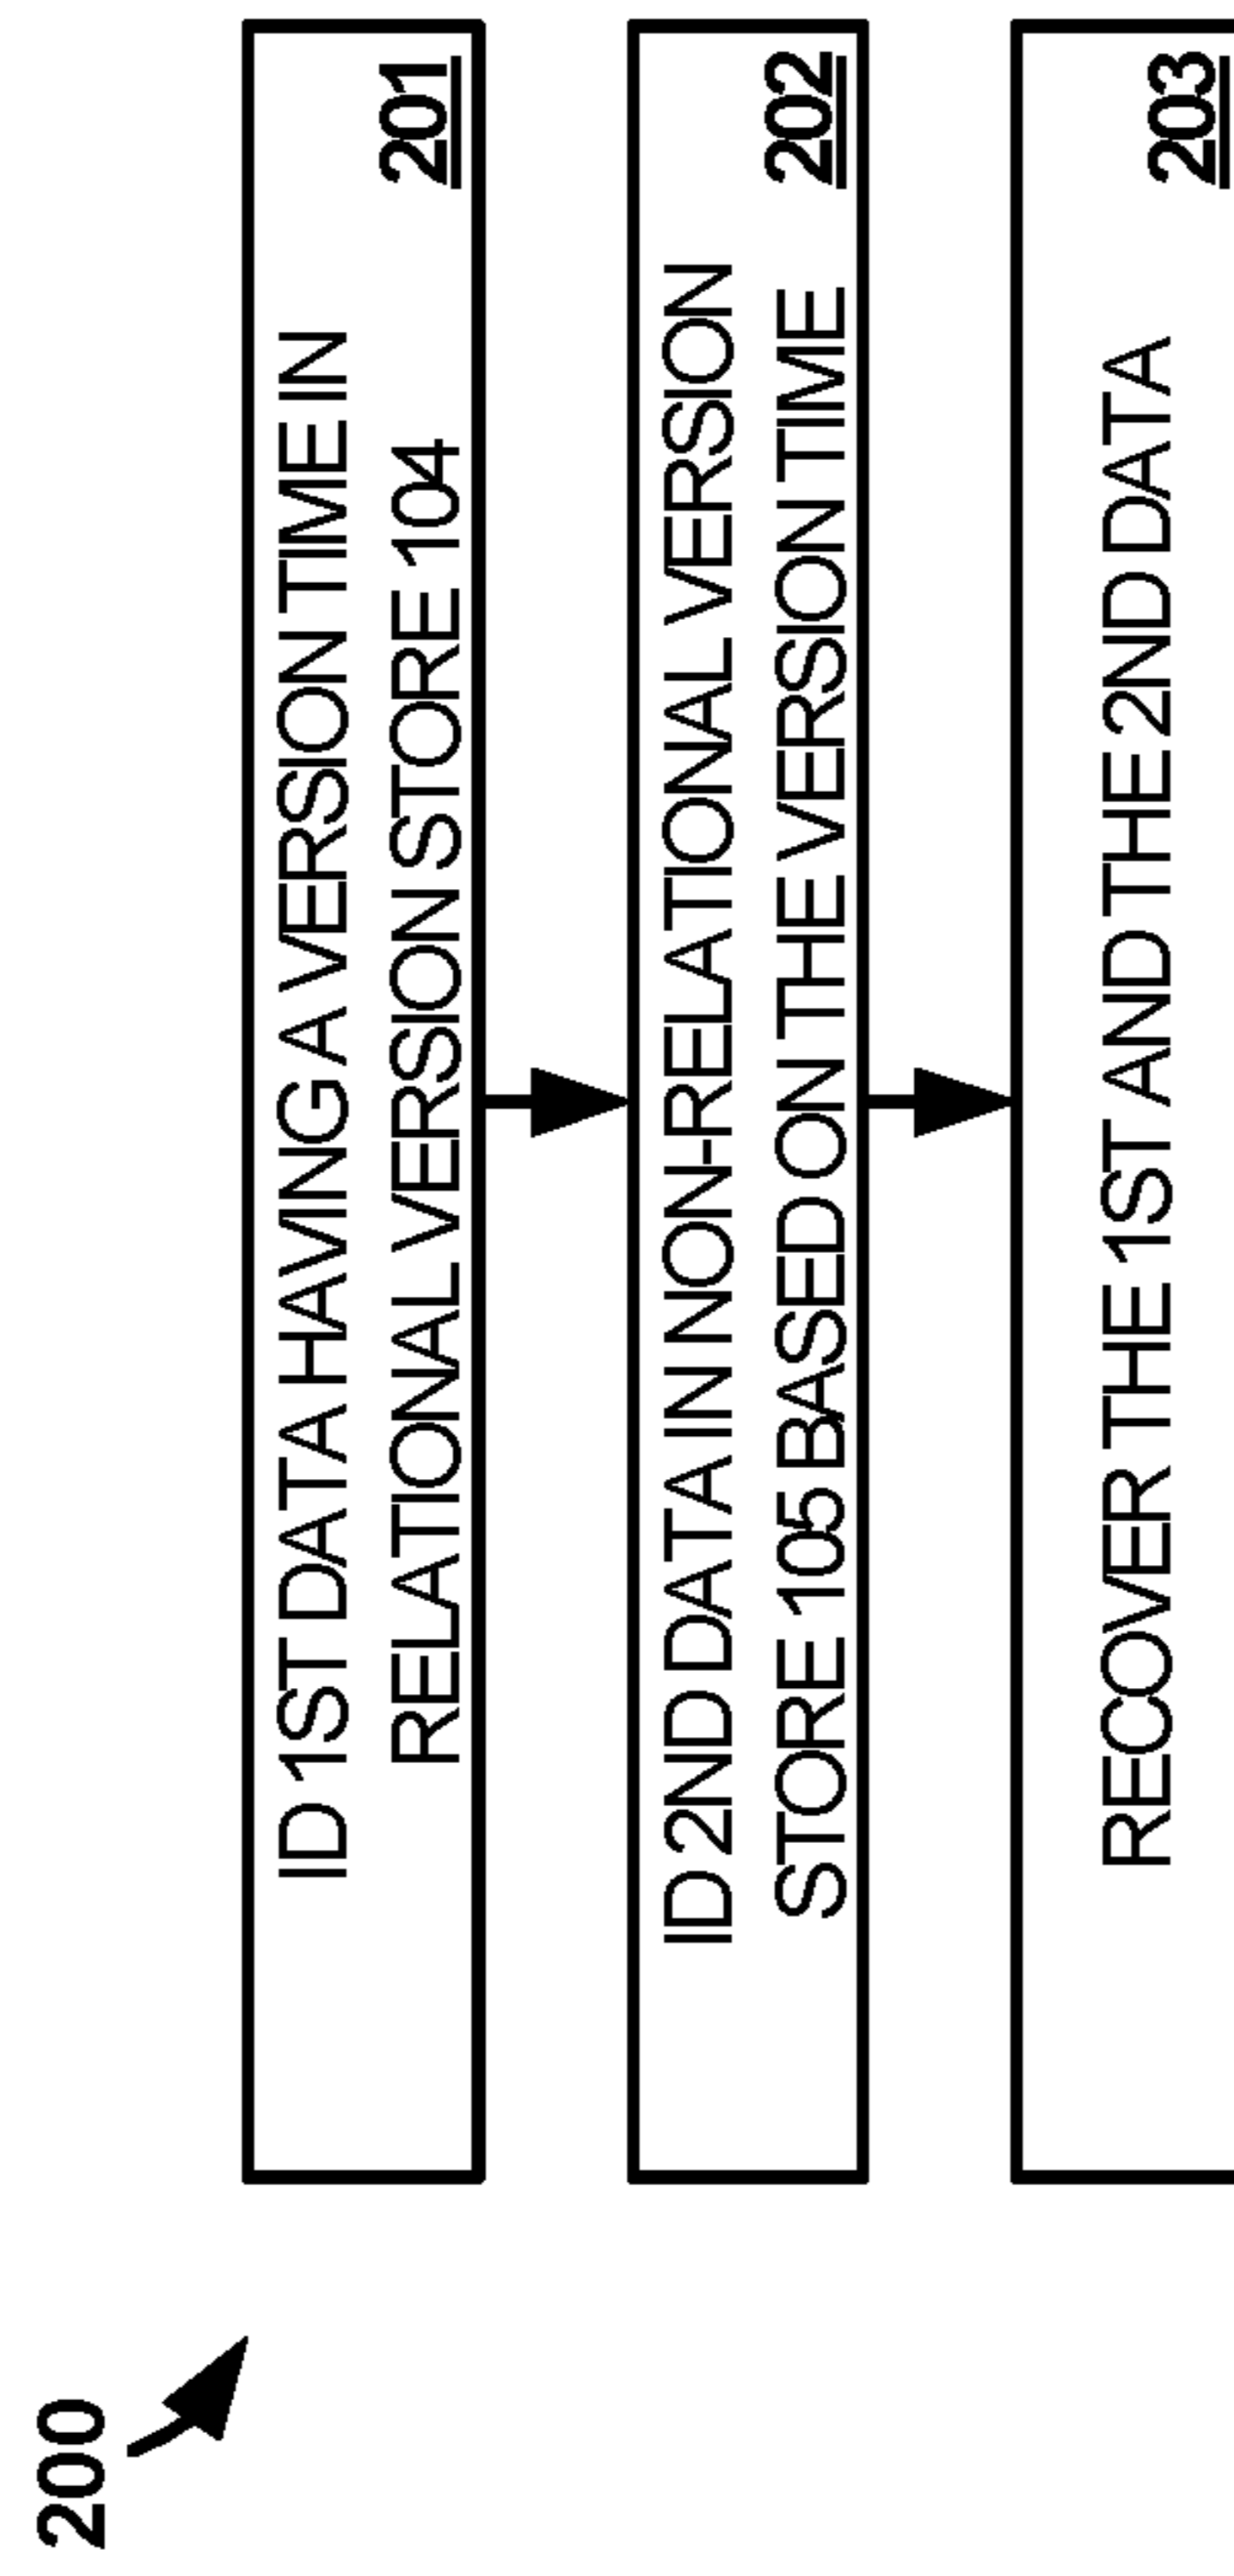 200
ID 1ST DATA HAVING A VERSION TIME IN
RELATIONAL VERSION STORE 104
201
ID 2ND DATA IN NON-RELATIONAL VERSION
STORE 105 BASED ON THE VERSION TIME
202
RECOVER THE 1ST AND THE 2ND DATA
203